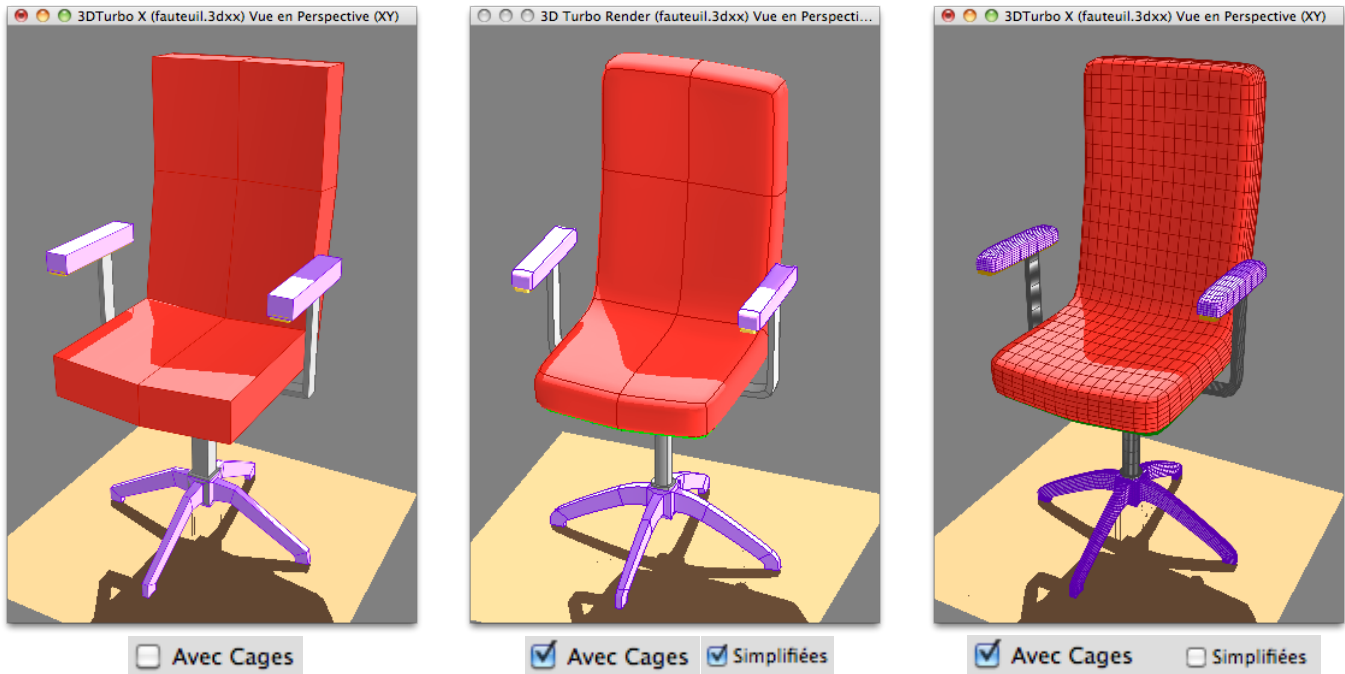 3DTurbo X (fauteuil.3dxx) Vue en Perspective (XY)
3D Turbo Render (fauteuil.3dxx) Vue en Perspecti...
3DTurbo X (fauteuil.3dxx) Vue en Perspective (XY)
Avec Cages
Avec Cages Simplifiées
Avec Cages Simplifiées